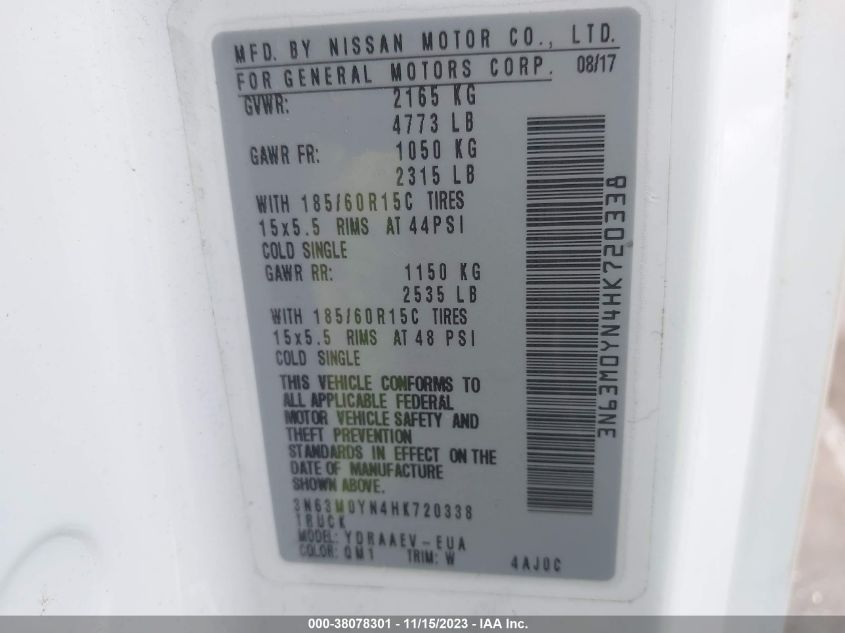 MFD. BY NISSAN MOTOR CO., LTD.
FOR GENERAL MOTORS CORP. 08/17
GVWR: 2165 KG
4773 LB
GAWR FR: 1050 KG
2315 LB
WITH 185/60R15C TIRES
15x5.5 RIMS AT 44PSI
COLD SINGLE
GAWR RR: 1150 KG
2535 LB
WITH 185/60R15C TIRES
15x5.5 RIMS AT 48 PSI
COLD SINGLE
THIS VEHICLE CONFORMS TO
ALL APPLICABLE FEDERAL
MOTOR VEHICLE SAFETY AND
THEFT PREVENTION
STANDARDS IN EFFECT ON THE
DATE OF MANUFACTURE
SHOWN ABOVE.
3N63M0YN4HK720338
TRUCK
MODEL: YDRAAEV-EUA
COLOR: QM1 TRIM: W 4AJ0C
3N63M0YN4HK720338
000-38078301 - 11/15/2023 - IAA Inc.